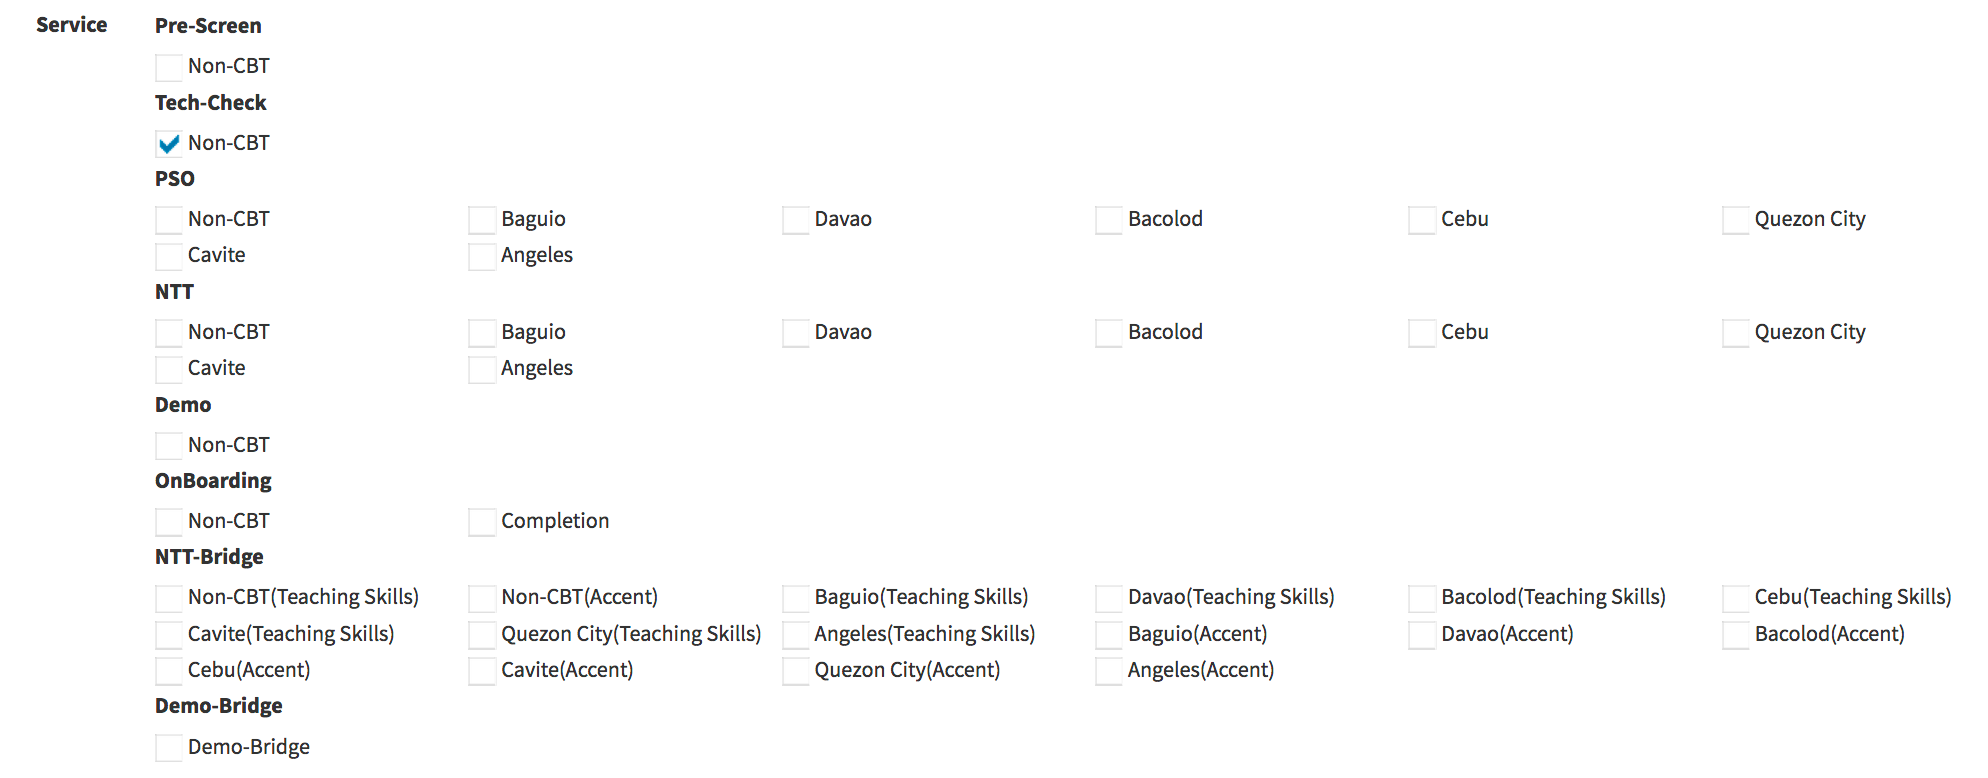 Service Pre-Screen
Non-CBT
Tech-Check
Non-CBT
PSO
Non-CBT Baguio Davao Bacolod Cebu Quezon City
Cavite Angeles
NTT
Non-CBT Baguio Davao Bacolod Cebu Quezon City
Cavite Angeles
Demo
Non-CBT
OnBoarding
Non-CBT Completion
NTT-Bridge
Non-CBT(Teaching Skills) Non-CBT(Accent) Baguio(Teaching Skills) Davao(Teaching Skills) Bacolod(Teaching Skills) Cebu(Teaching Skills)
Cavite(Teaching Skills) Quezon City(Teaching Skills) Angeles(Teaching Skills) Baguio(Accent) Davao(Accent) Bacolod(Accent)
Cebu(Accent) Cavite(Accent) Quezon City(Accent) Angeles(Accent)
Demo-Bridge
Demo-Bridge